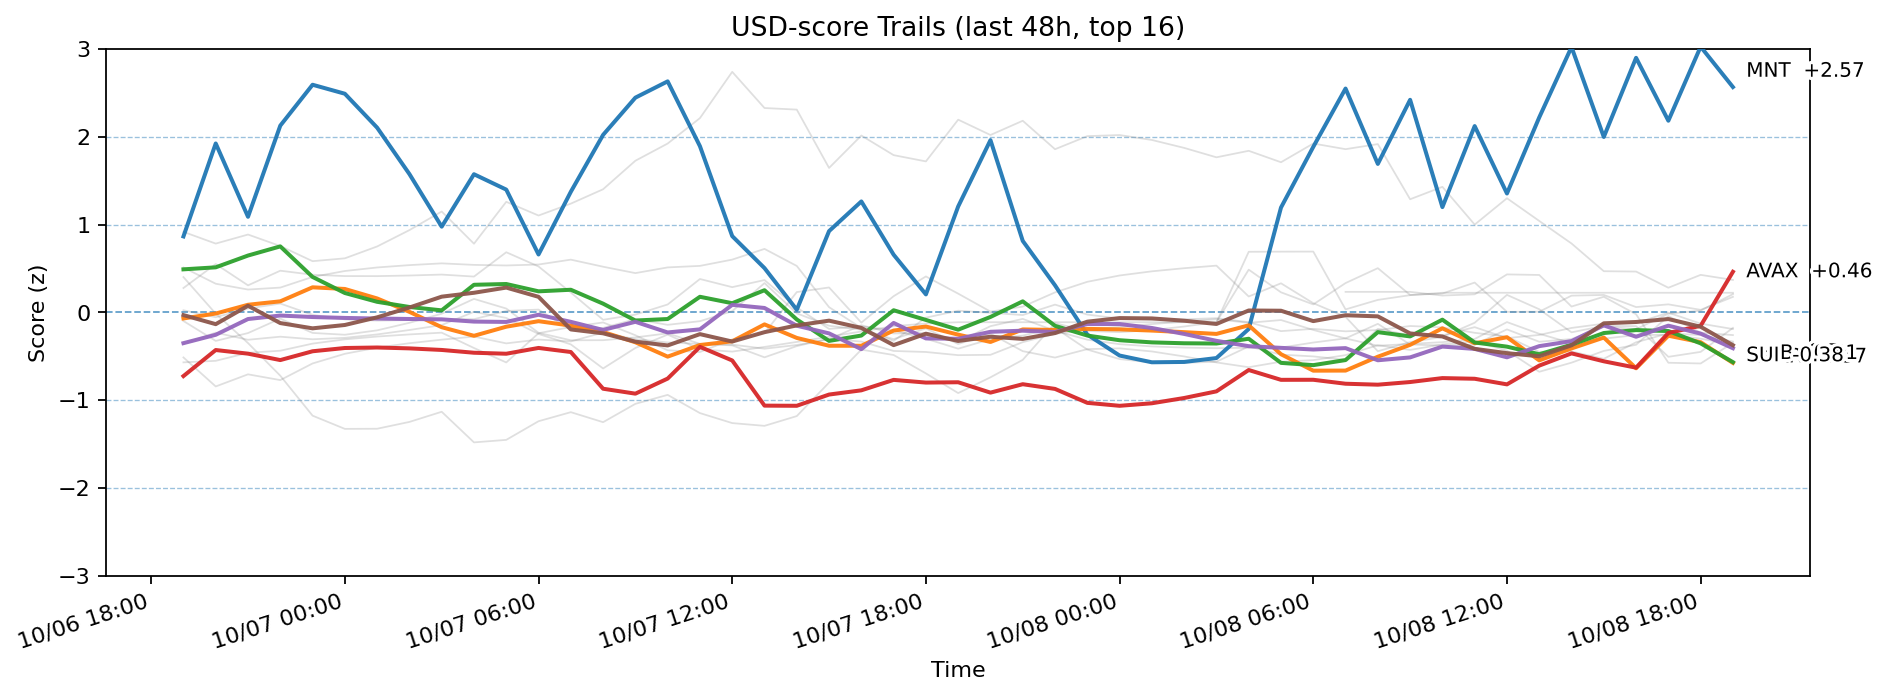 USD-score Trails (last 48h, top 16)
Score (z)
3
2
1
0
−1
−2
−3
MNT +2.57
AVAX +0.46
SUI
10/06 18:00
10/07 00:00
10/07 06:00
10/07 12:00
10/07 18:00
10/08 00:00
10/08 06:00
10/08 12:00
10/08 18:00
Time